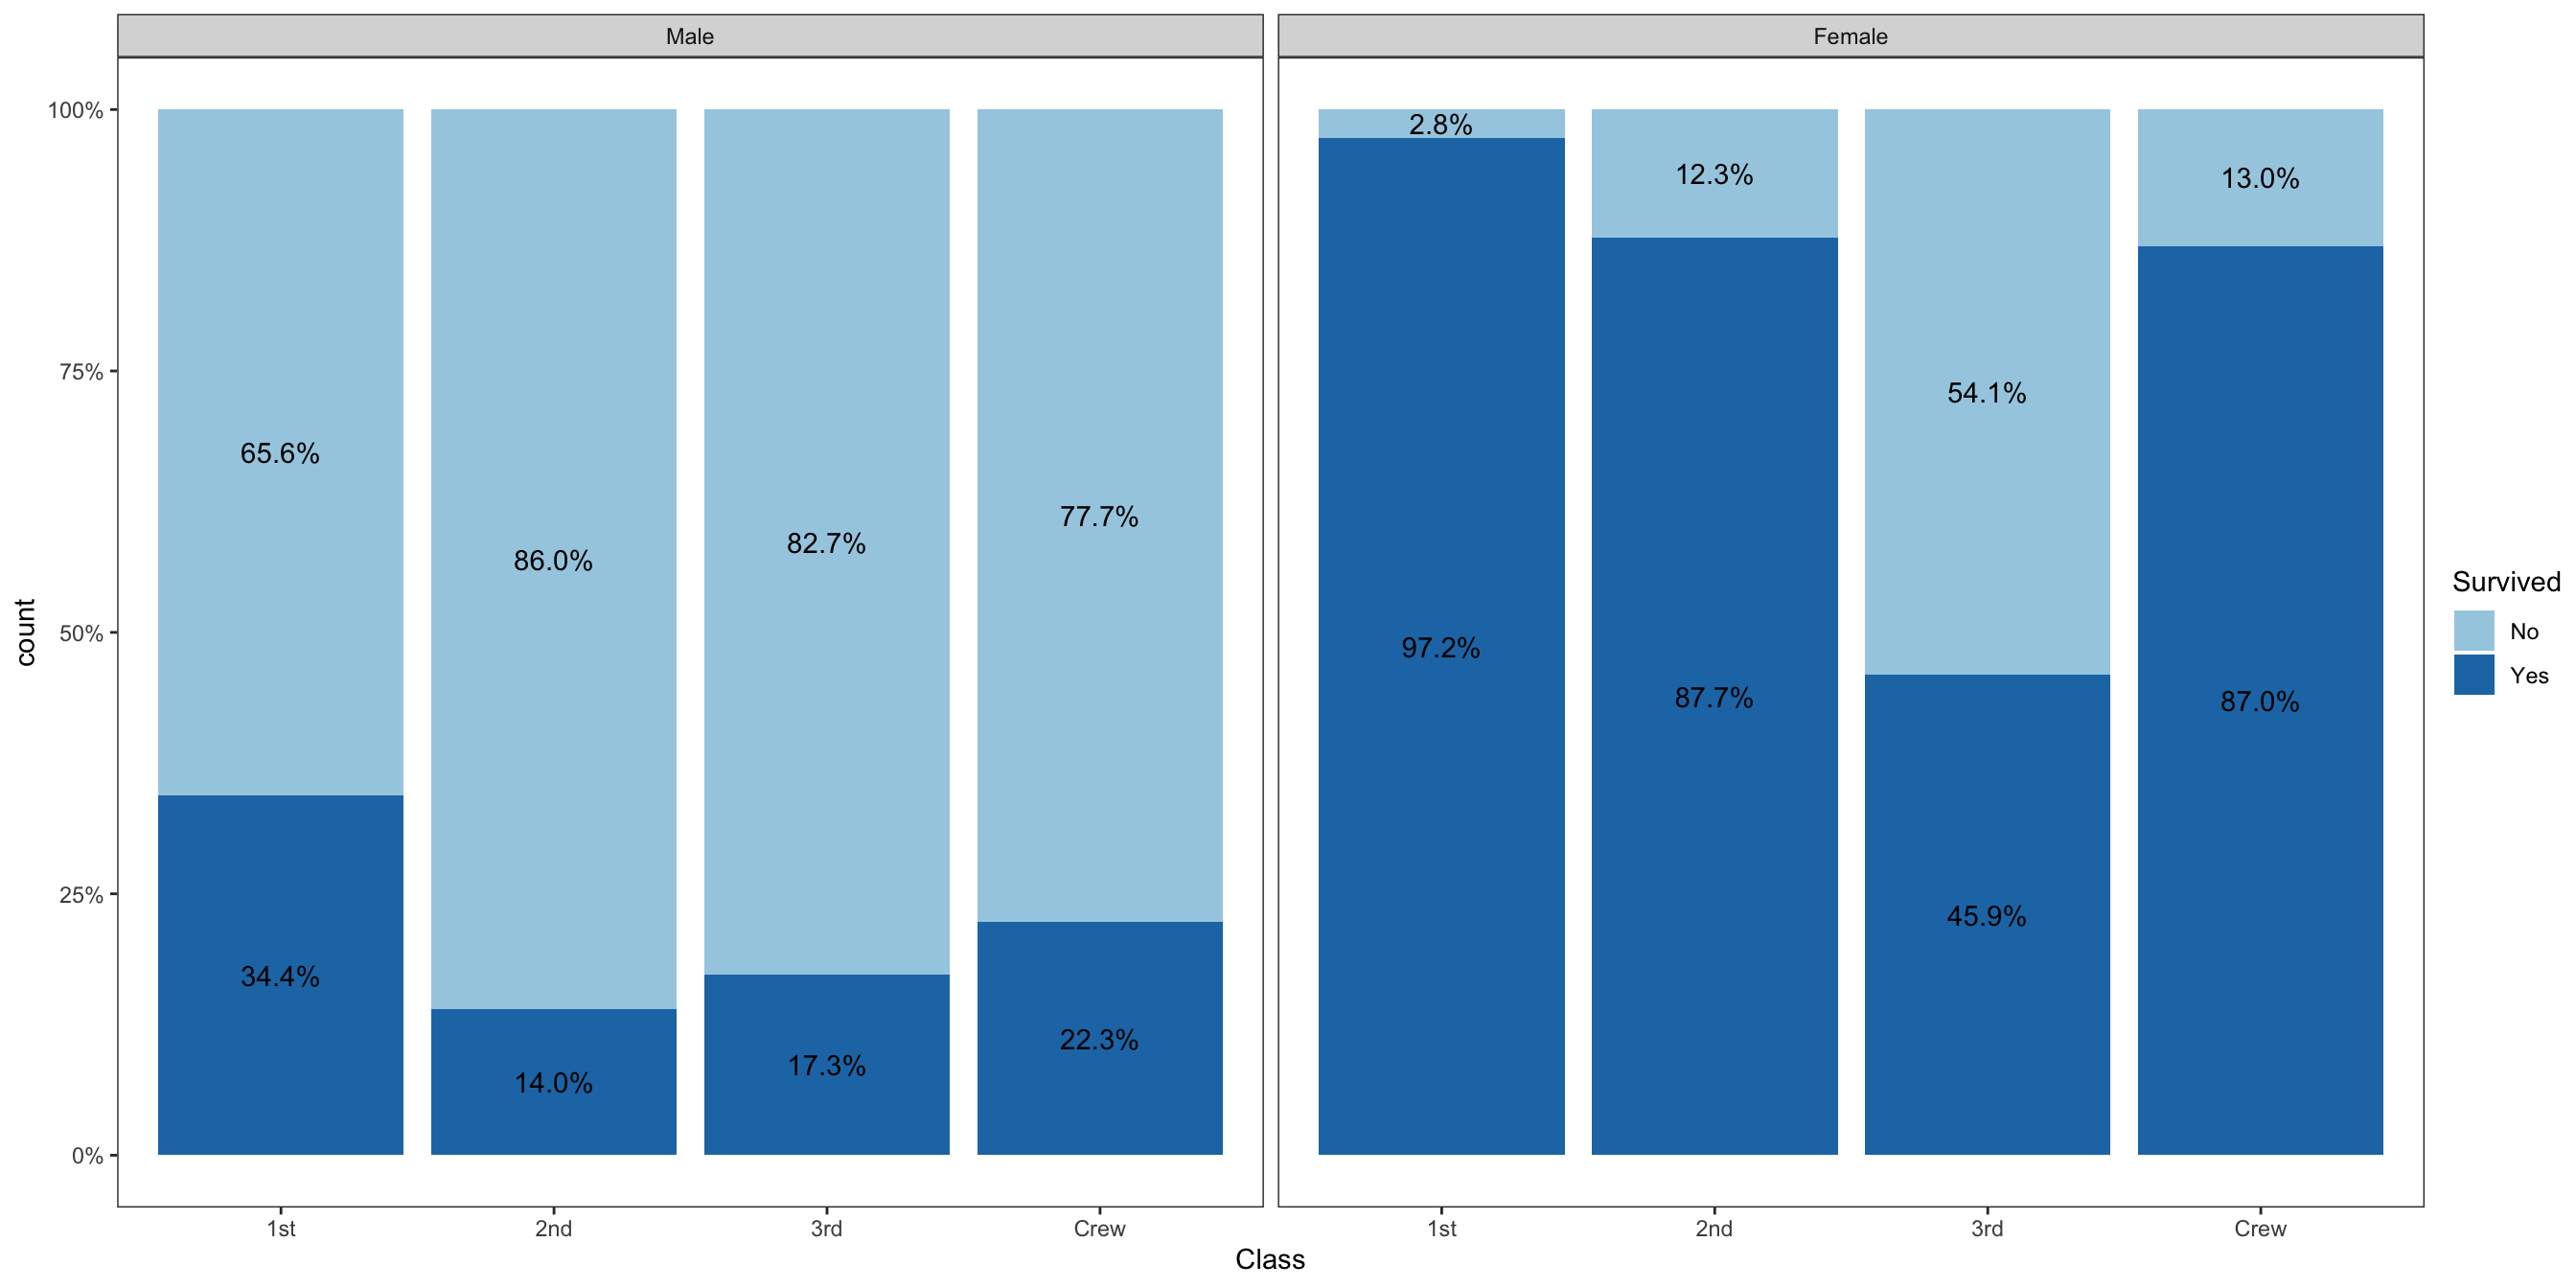 Male
Female
100%
75%
50%
25%
0%
count
65.6%
34.4%
86.0%
14.0%
82.7%
17.3%
77.7%
22.3%
2.8%
97.2%
12.3%
87.7%
54.1%
45.9%
13.0%
87.0%
1st 2nd 3rd Crew
1st 2nd 3rd Crew
Class
Survived
No
Yes